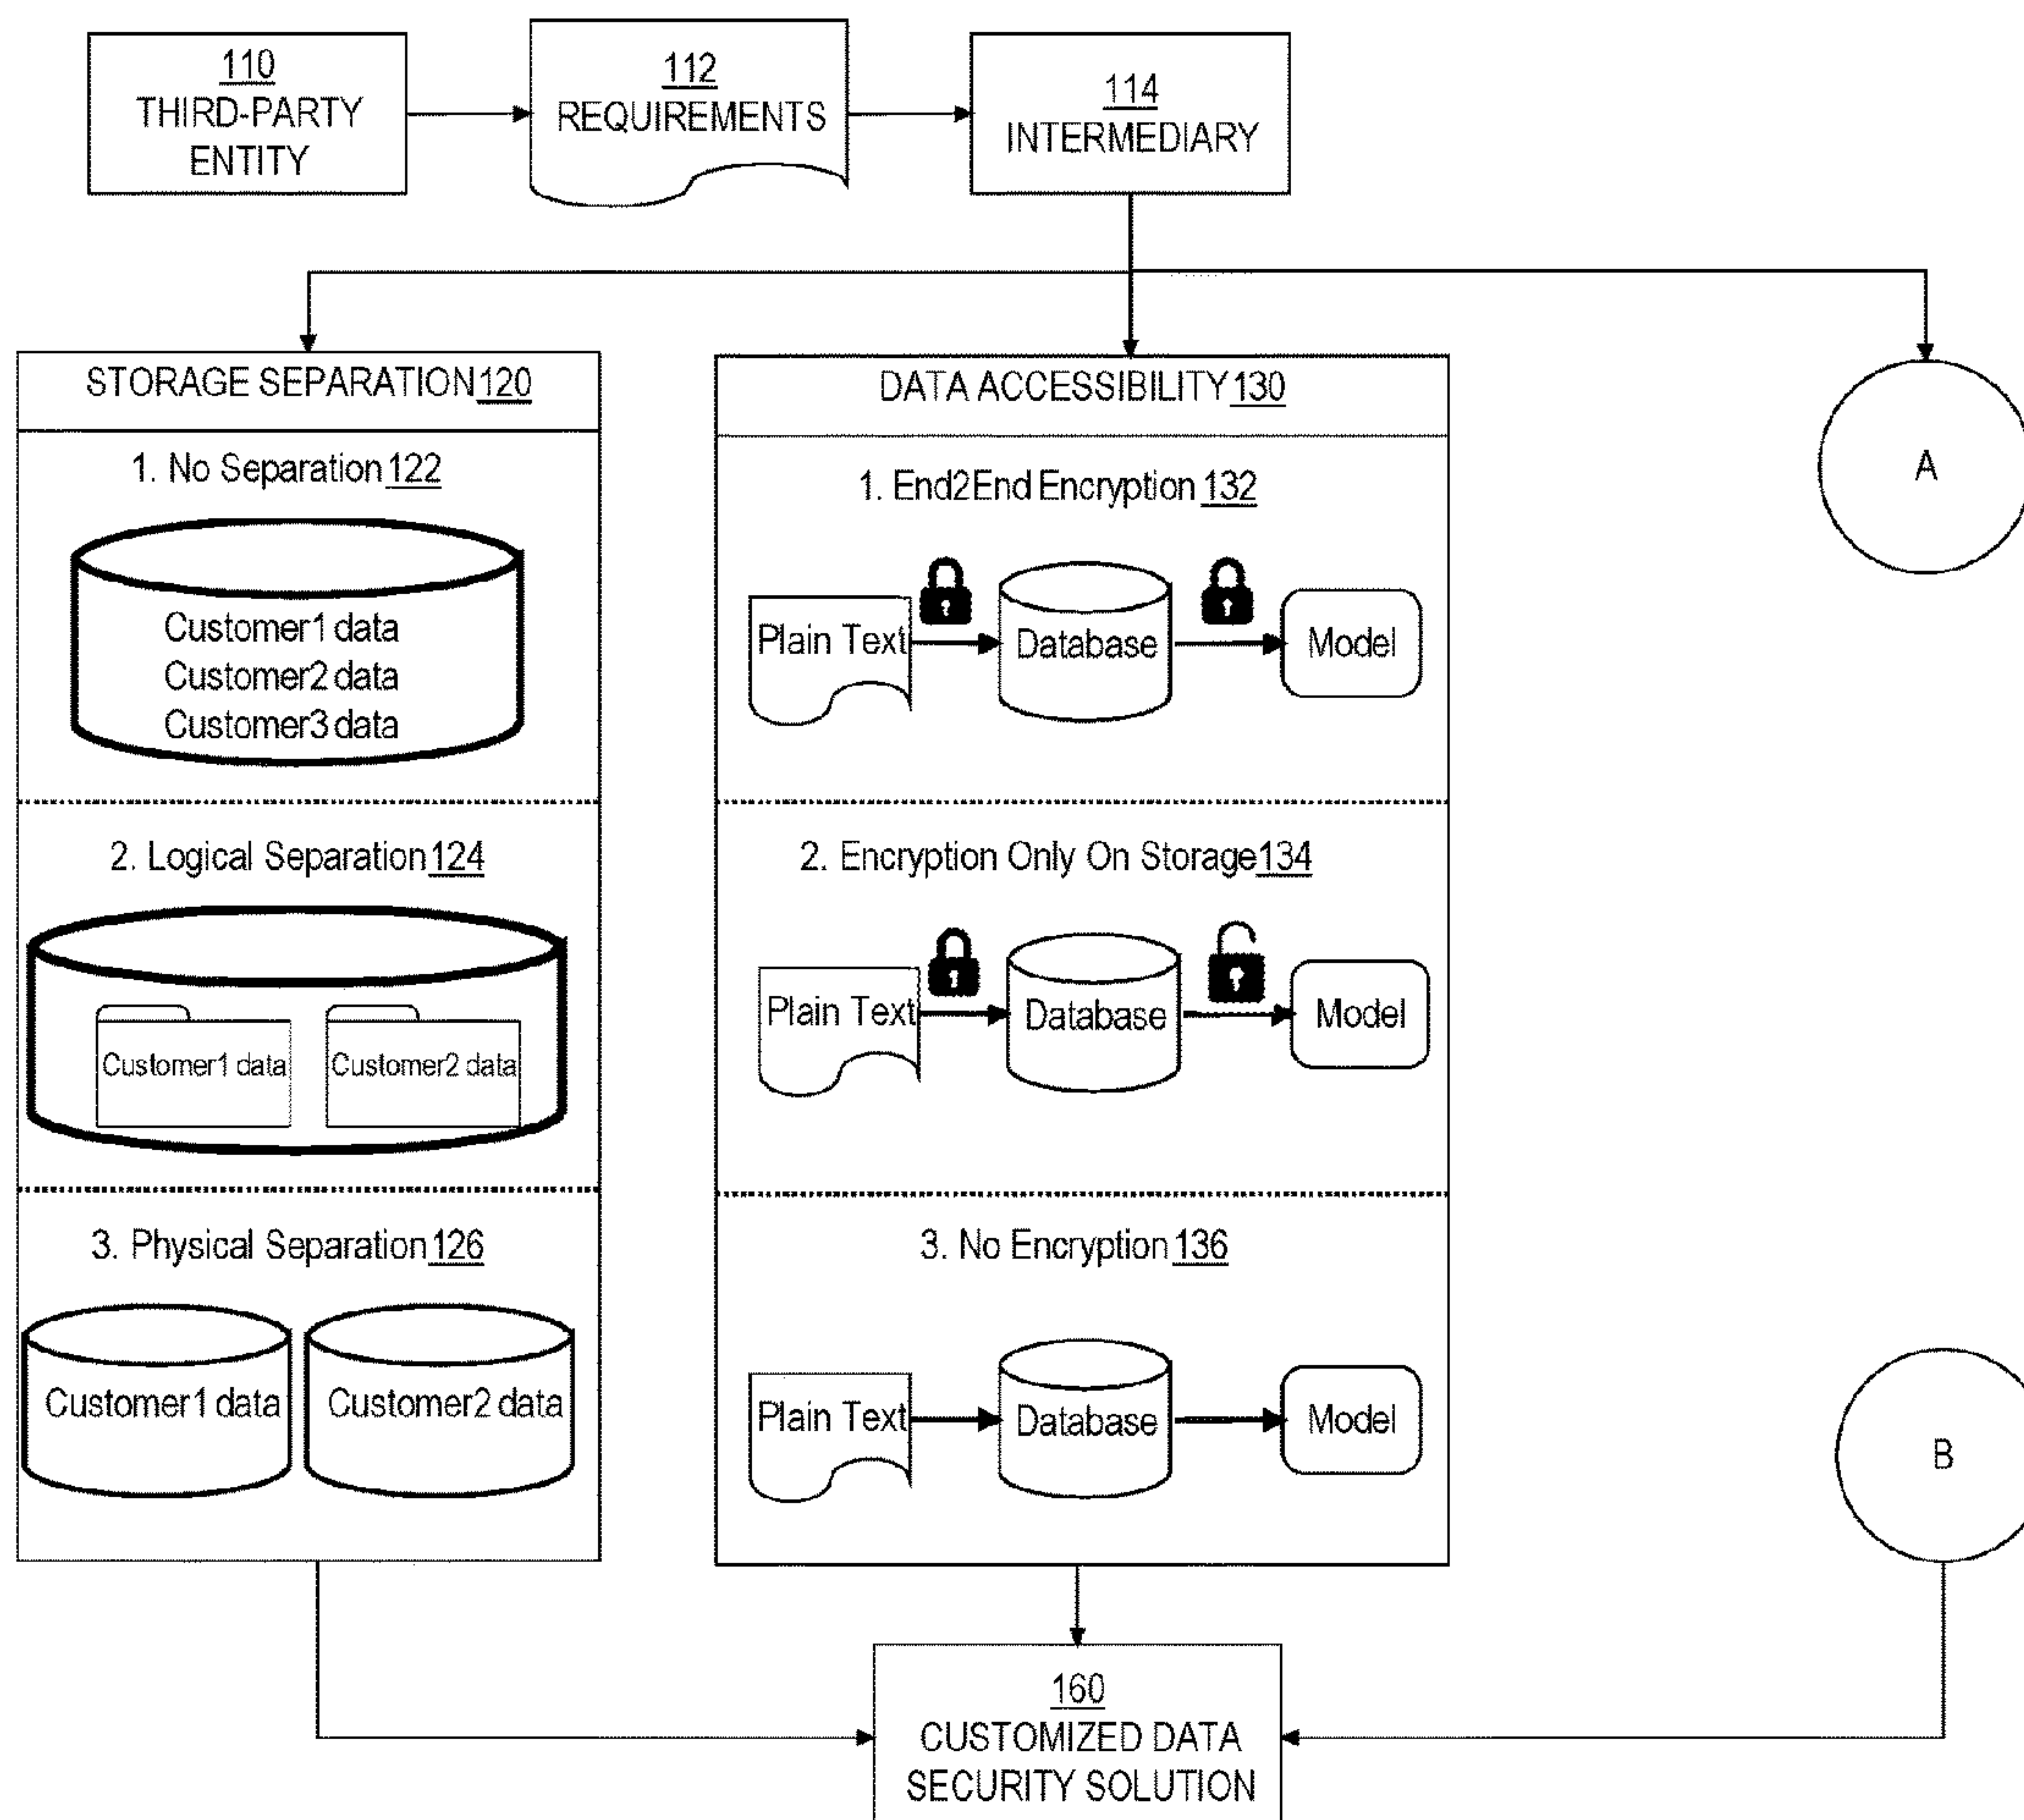 110
THIRD-PARTY
ENTITY
112
REQUIREMENTS
114
INTERMEDIARY
STORAGE SEPARATION 120
1. No Separation 122
Customer1 data
Customer2 data
Customer3 data
2. Logical Separation 124
Customer1 data
Customer2 data
3. Physical Separation 126
Customer1 data
Customer2 data
DATA ACCESSIBILITY 130
1. End2End Encryption 132
Plain Text
Database
Model
2. Encryption Only On Storage 134
Plain Text
Database
Model
3. No Encryption 136
Plain Text
Database
Model
A
B
160
CUSTOMIZED DATA
SECURITY SOLUTION